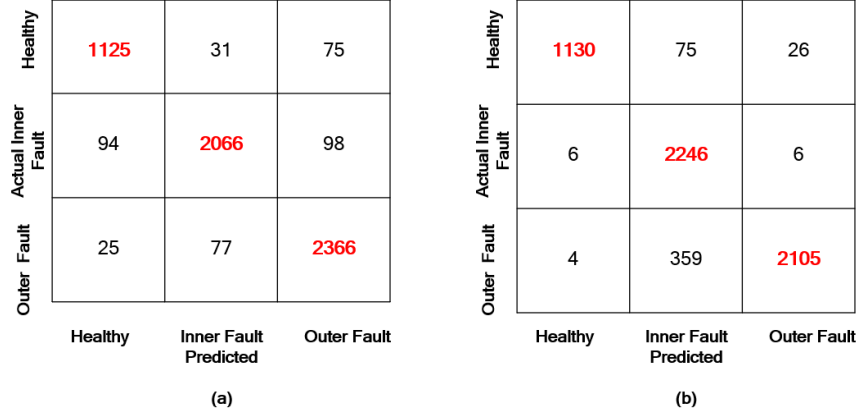 Healthy
1125 31 75
Actual Inner
Fault
94 2066 98
Outer Fault
25 77 2366
Healthy Inner Fault Outer Fault
Predicted
(a)
Healthy
1130 75 26
Actual Inner
Fault
6 2246 6
Outer Fault
4 359 2105
Healthy Inner Fault Outer Fault
Predicted
(b)